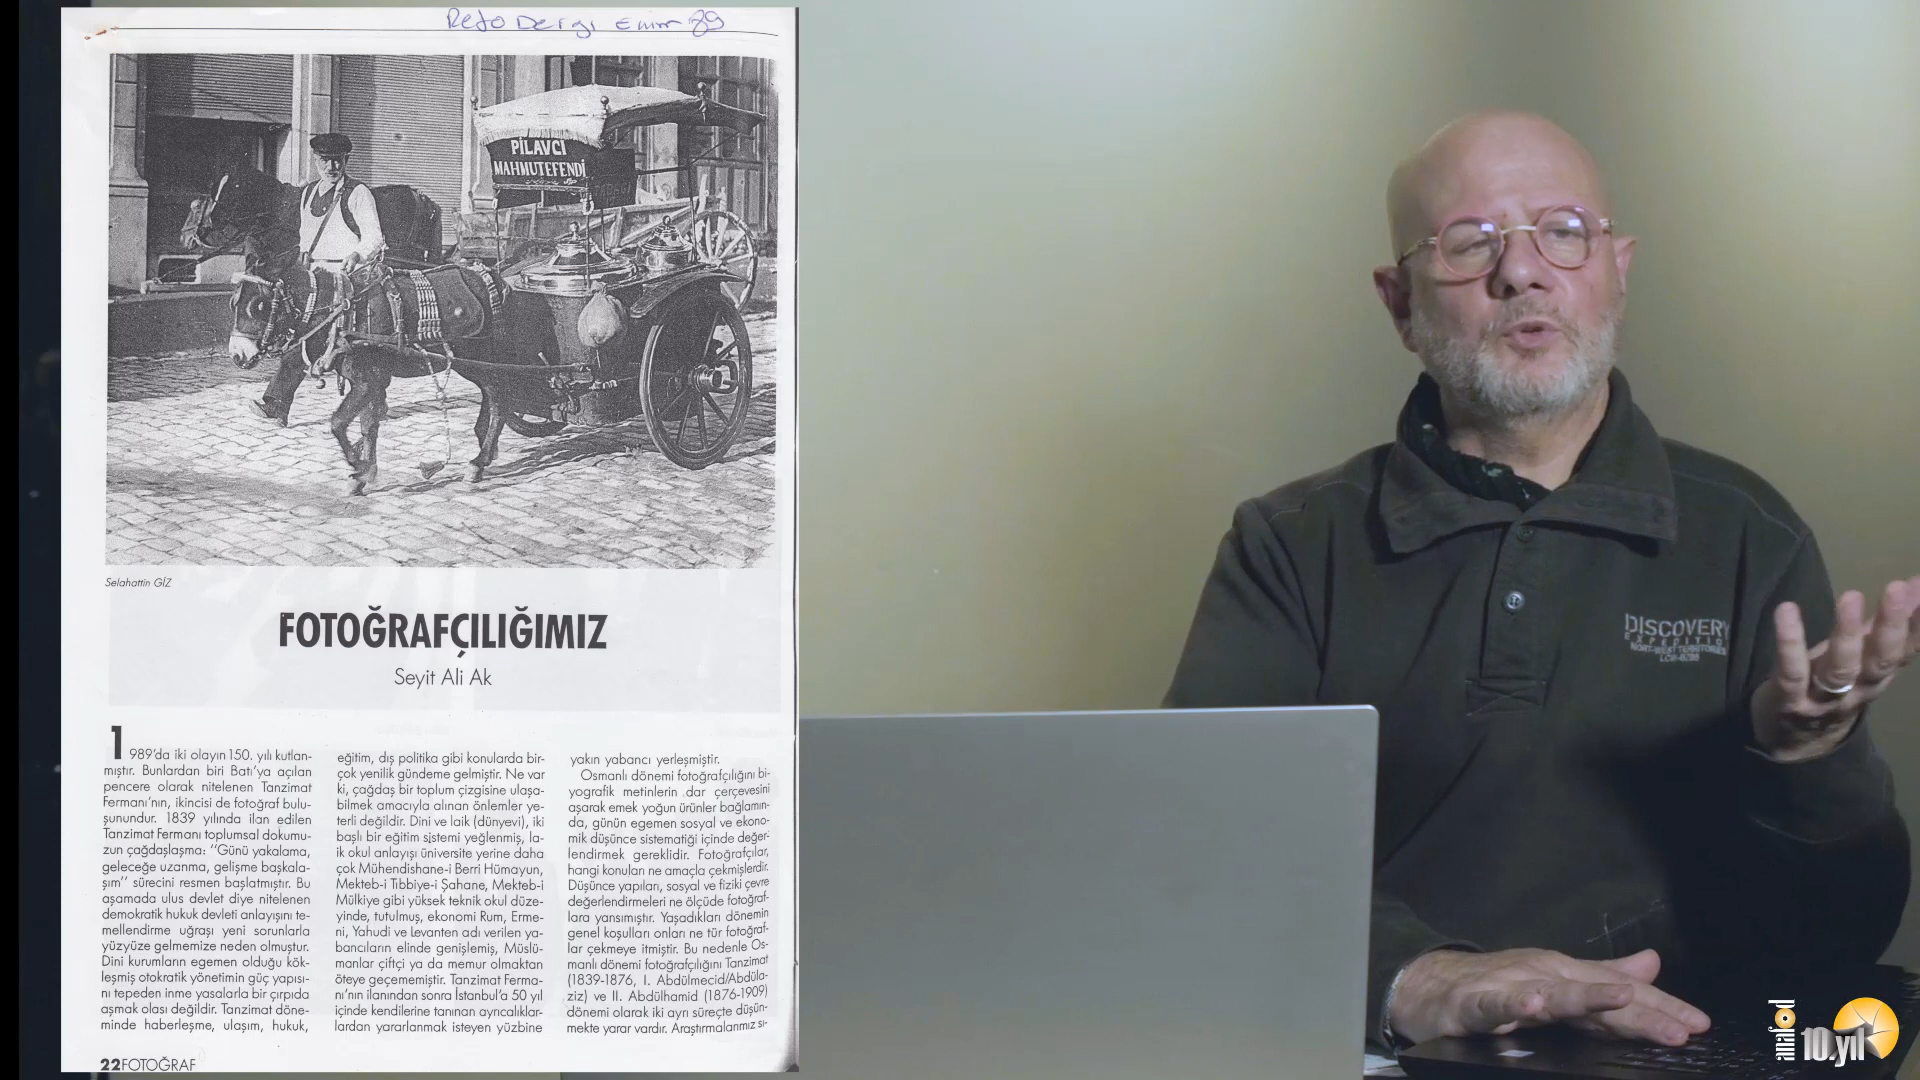 Refo Dergi Ekim 89
PİLAVCI
MAHMUTEFENDİ
Selahattin GİZ
FOTOĞRAFÇILIĞIMIZ
Seyit Ali Ak
1989'da iki olayın 150. yılı kutlan-
mıştır. Bunlardan biri Batı'ya açılan
pencere olarak nitelenen Tanzimat
Fermanı'nın, ikincisi de fotoğraf bulu-
şunundur. 1839 yılında ilan edilen
Tanzimat Fermanı toplumsal dokumu-
zun çağdaşlaşma: "Günü yakalama,
geleceğe uzanma, gelişme başkala-
şım" sürecini resmen başlatmıştır. Bu
aşamada ulus devlet diye nitelenen
demokratik hukuk devleti anlayışını te-
mellendirme uğraşı yeni sorunlarla
yüzyüze gelmemize neden olmuştur.
Dini kurumların egemen olduğu kök-
leşmiş otokratik yönetimin güç yapısı-
nı tepeden inme yasalarla bir çırpıda
aşmak olası değildir. Tanzimat döne-
minde haberleşme, ulaşım, hukuk,
eğitim, dış politika gibi konularda bir-
çok yenilik gündeme gelmiştir. Ne var
ki, çağdaş bir toplum çizgisine ulaşa-
bilmek amacıyla alınan önlemler ye-
terli değildir. Dini ve laik (dünyevi), iki
başlı bir eğitim sistemi yeğlenmiş, la-
ik okul anlayışı üniversite yerine daha
çok Mühendishane-i Berri Hümayun,
Mekteb-i Tıbbiye-i Şahane, Mekteb-i
Mülkiye gibi yüksek teknik okul düze-
yinde, tutulmuş, ekonomi Rum, Erme-
ni, Yahudi ve Levanten adı verilen ya-
bancıların elinde genişlemiş, Müslü-
manlar çiftçi ya da memur olmaktan
öteye geçememiştir. Tanzimat Ferma-
nı'nın ilanından sonra İstanbul'a 50 yıl
içinde kendilerine tanınan ayrıcalıklar-
lardan yararlanmak isteyen yüzbine
yakın yabancı yerleşmiştir.
Osmanlı dönemi fotoğrafçılığını bi-
yografik metinlerin dar çerçevesini
aşarak emek yoğun ürünler bağlamın-
da, günün egemen sosyal ve ekono-
mik düşünce sistematiği içinde değer-
lendirmek gereklidir. Fotoğrafçılar,
hangi konuları ne amaçla çekmişlerdir.
Düşünce yapıları, sosyal ve fiziki çevre
değerlendirmeleri ne ölçüde fotoğraf-
lara yansımıştır. Yaşadıkları dönemin
genel koşulları onları ne tür fotoğraf-
lar çekmeye itmiştir. Bu nedenle Os-
manlı dönemi fotoğrafçılığını Tanzimat
(1839-1876, I. Abdülmecid/Abdüla-
ziz) ve II. Abdülhamid (1876-1909)
dönemi olarak iki ayrı süreçte düşün-
mekte yarar vardır. Araştırmalarımız sı-
22FOTOĞRAF
DISCOVERY
EXPEDITION
NORT-WEST TERRITORIES
anafod
10.yıl